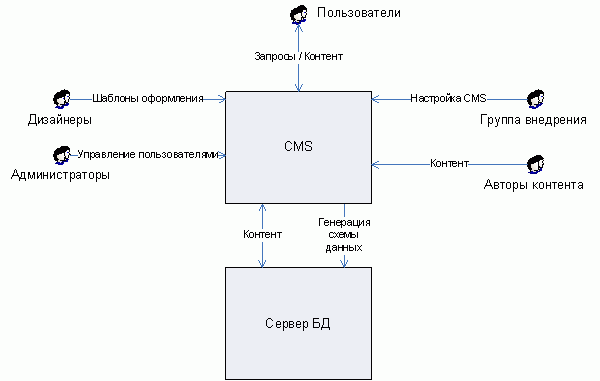 Пользователи
Запросы / Контент
Шаблоны оформления
Настройка CMS
Дизайнеры
Группа внедрения
CMS
Управление пользователями
Контент
Администраторы
Авторы контента
Контент
Генерация
схемы
данных
Сервер БД